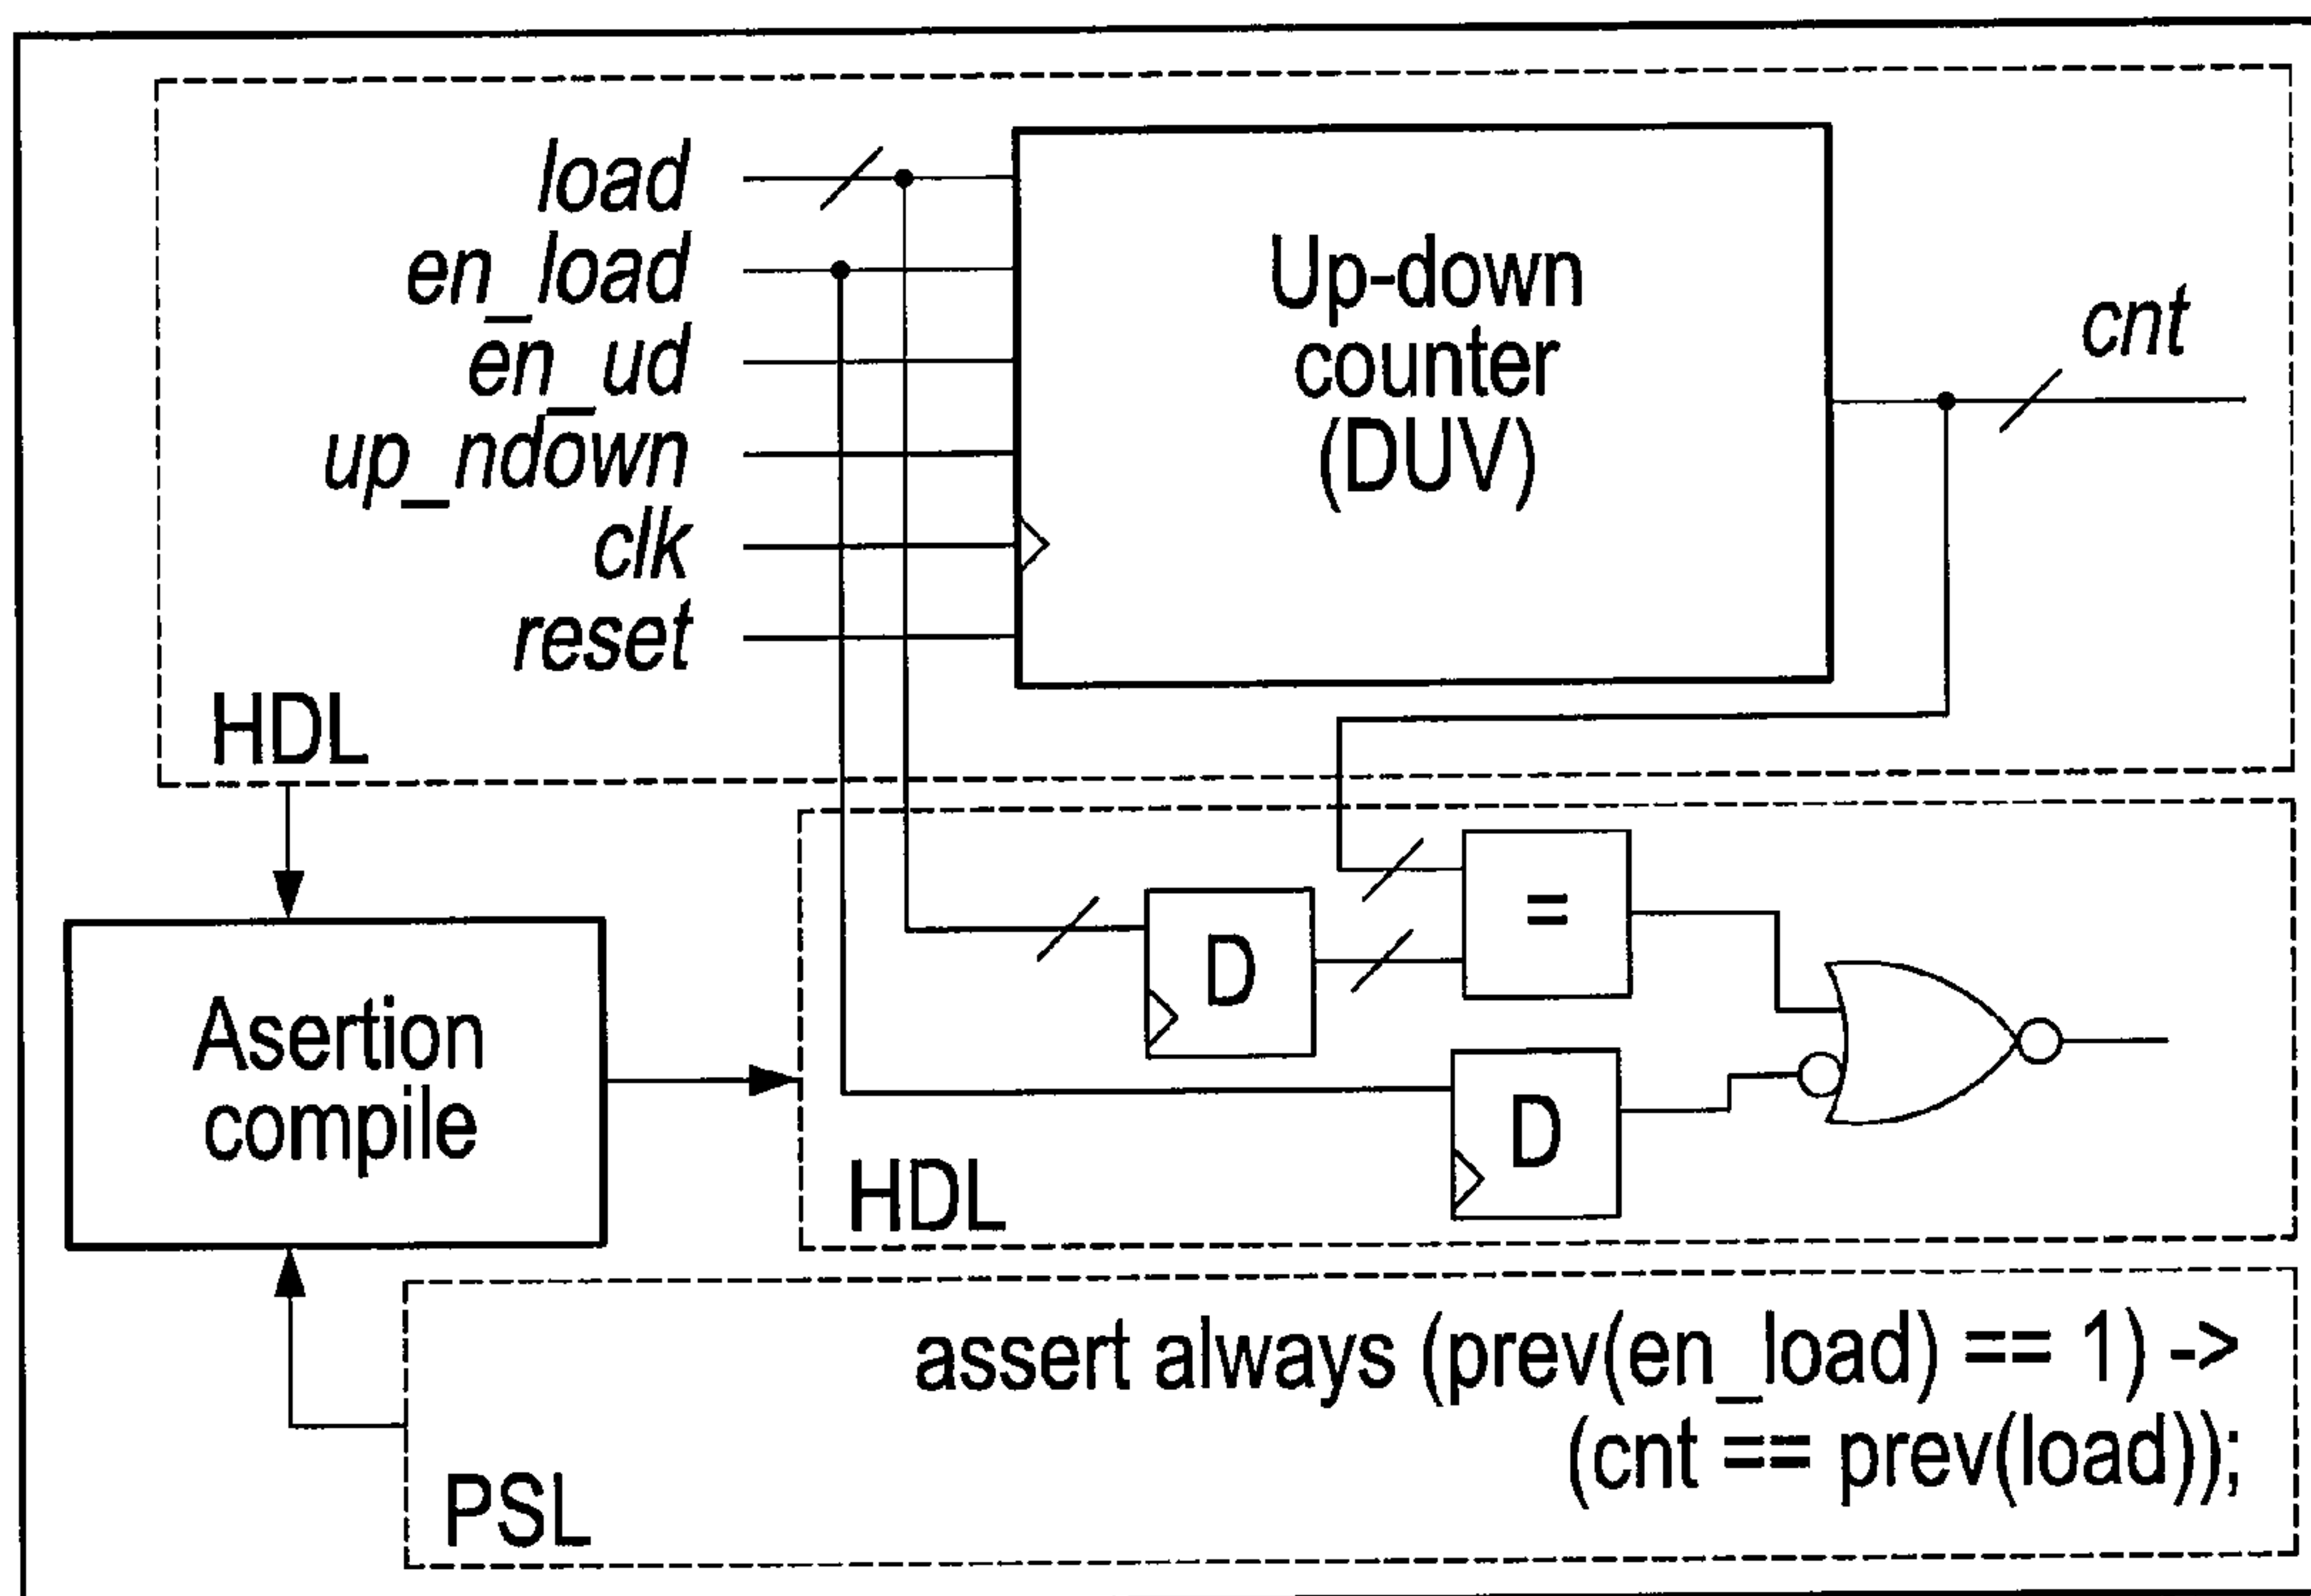 load
en_load
en_ud
up_ndown
clk
reset
Up-down
counter
(DUV)
cnt
HDL
=
D
D
HDL
Asertion
compile
assert always (prev(en_load) == 1) ->
(cnt == prev(load));
PSL